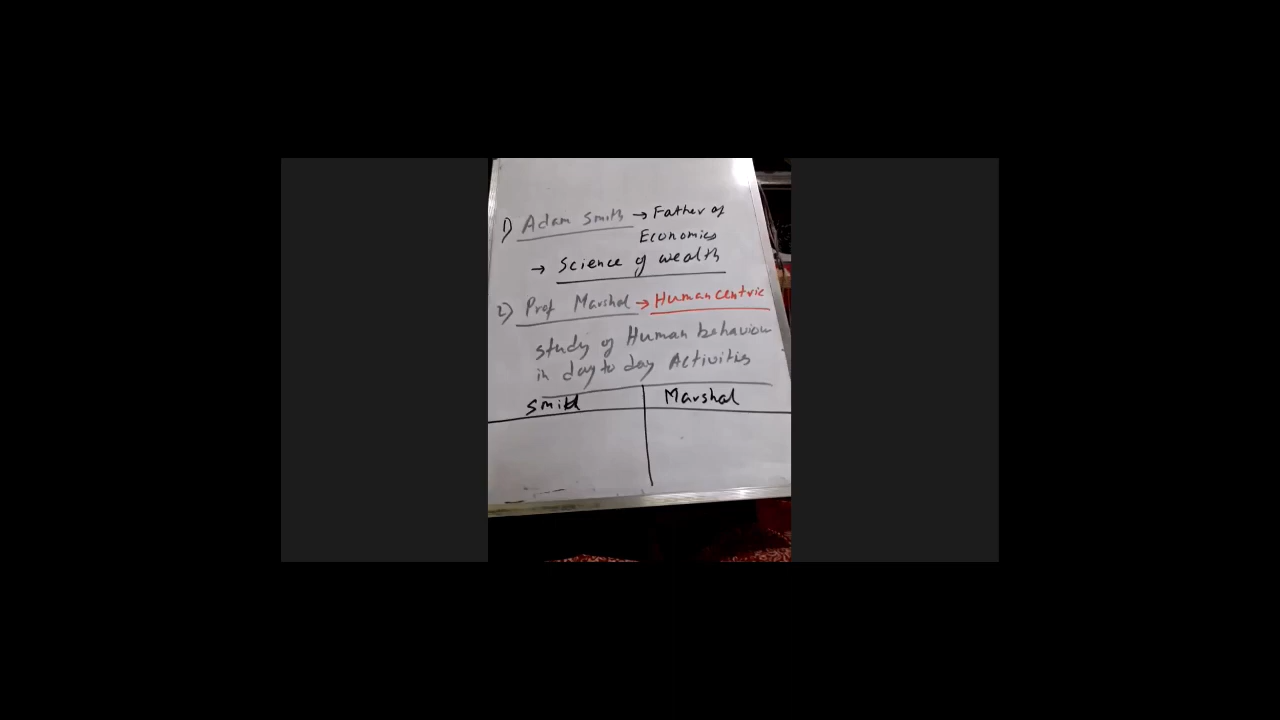 1) Adam Smith → Father of
Economics
→ Science of wealth
2) Prof Marshal → Human centric
study of Human behaviour
in day to day Activities
Smith Marshal